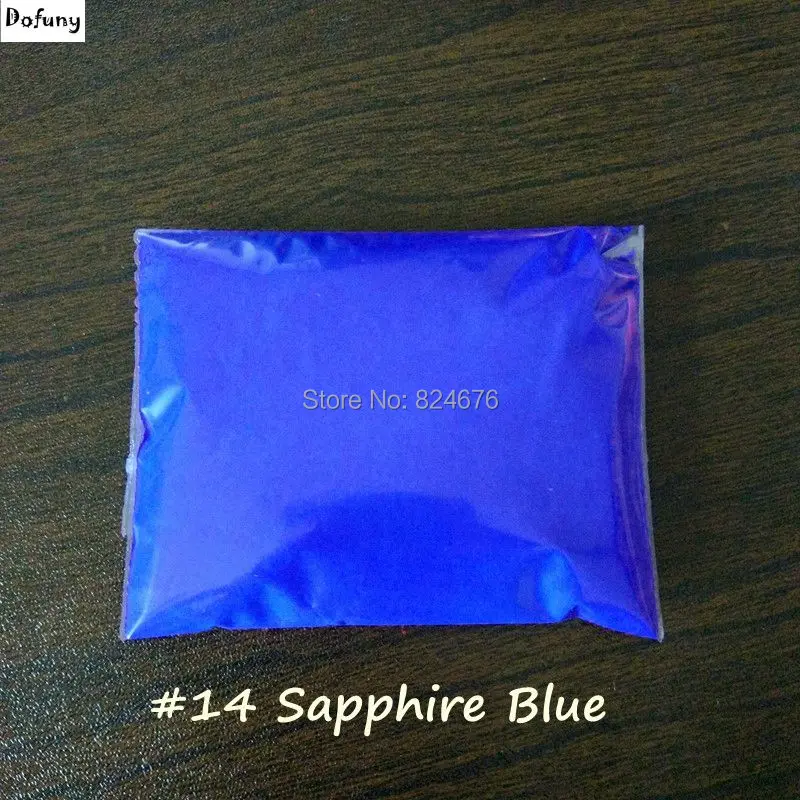 Dofuny
Store No: 824676
#14 Sapphire Blue